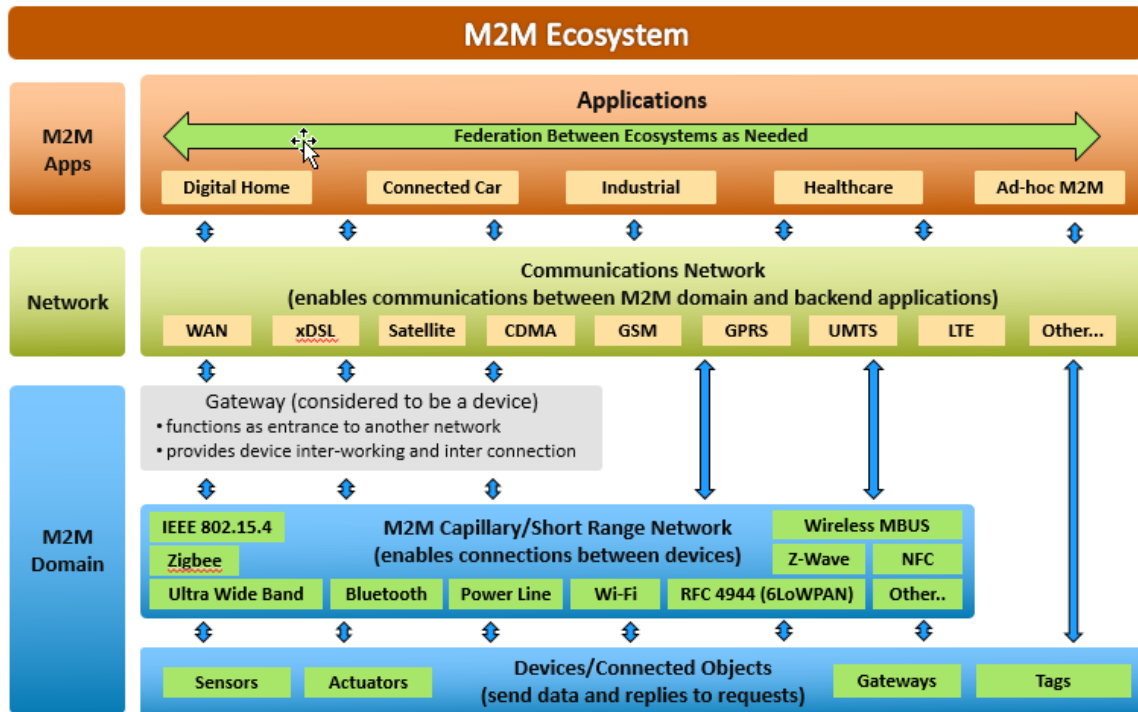 M2M Ecosystem
M2M
Apps
Applications
Federation Between Ecosystems as Needed
Digital Home
Connected Car
Industrial
Healthcare
Ad-hoc M2M
Network
Communications Network
(enables communications between M2M domain and backend applications)
WAN
xDSL
Satellite
CDMA
GSM
GPRS
UMTS
LTE
Other...
M2M
Domain
Gateway (considered to be a device)
• functions as entrance to another network
• provides device inter-working and inter connection
IEEE 802.15.4
Zigbee
M2M Capillary/Short Range Network
(enables connections between devices)
Wireless MBUS
Z-Wave
NFC
Ultra Wide Band
Bluetooth
Power Line
Wi-Fi
RFC 4944 (6LoWPAN)
Other..
Devices/Connected Objects
(send data and replies to requests)
Sensors
Actuators
Gateways
Tags